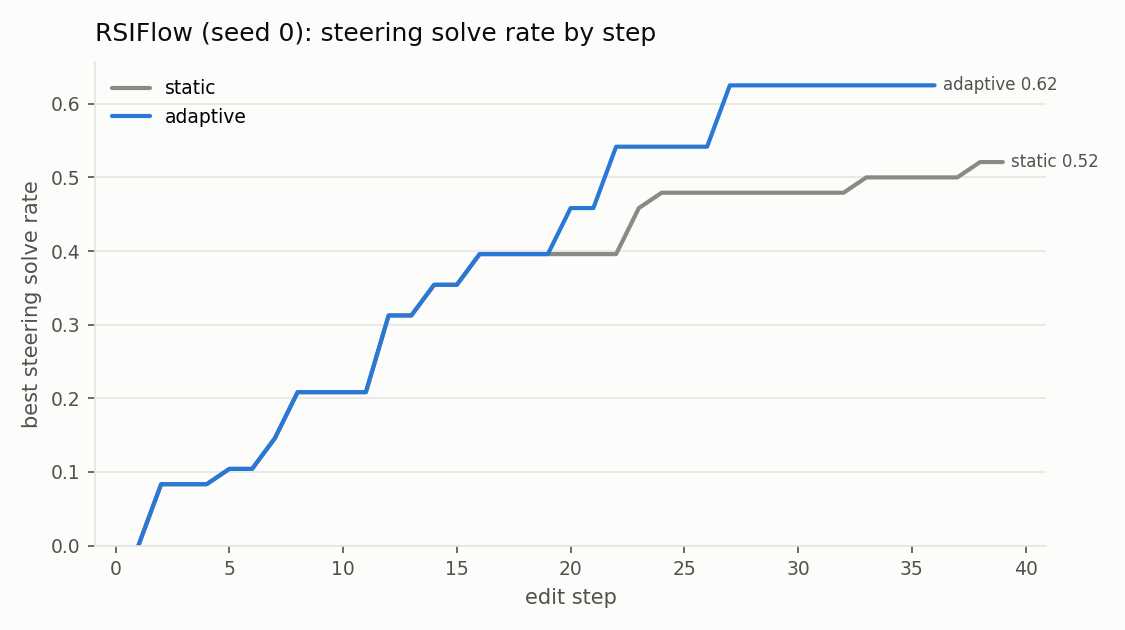 RSIFlow (seed 0): steering solve rate by step
static
adaptive
adaptive 0.62
static 0.52
best steering solve rate
0.6
0.5
0.4
0.3
0.2
0.1
0.0
0 5 10 15 20 25 30 35 40
edit step